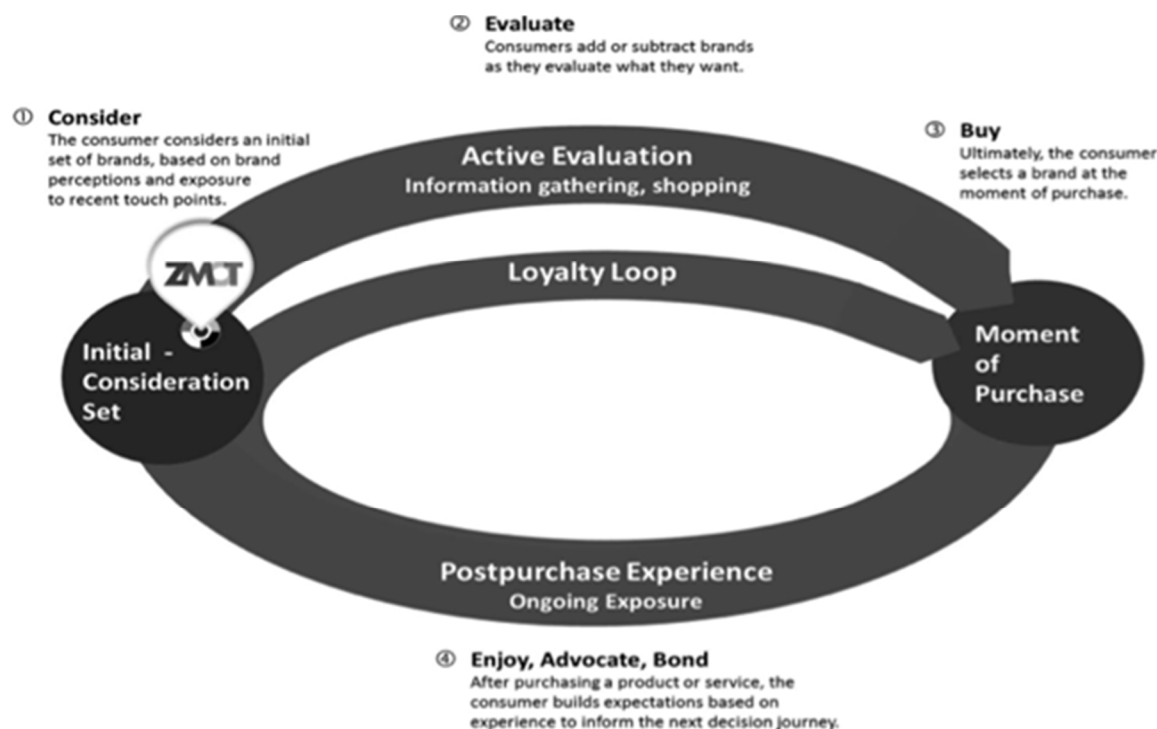 ② Evaluate
Consumers add or subtract brands
as they evaluate what they want.
① Consider
The consumer considers an initial
set of brands, based on brand
perceptions and exposure
to recent touch points.
③ Buy
Ultimately, the consumer
selects a brand at the
moment of purchase.
Active Evaluation
Information gathering, shopping
ZMOT
Loyalty Loop
Initial -
Consideration
Set
Moment
of
Purchase
Postpurchase Experience
Ongoing Exposure
④ Enjoy, Advocate, Bond
After purchasing a product or service, the
consumer builds expectations based on
experience to inform the next decision journey.